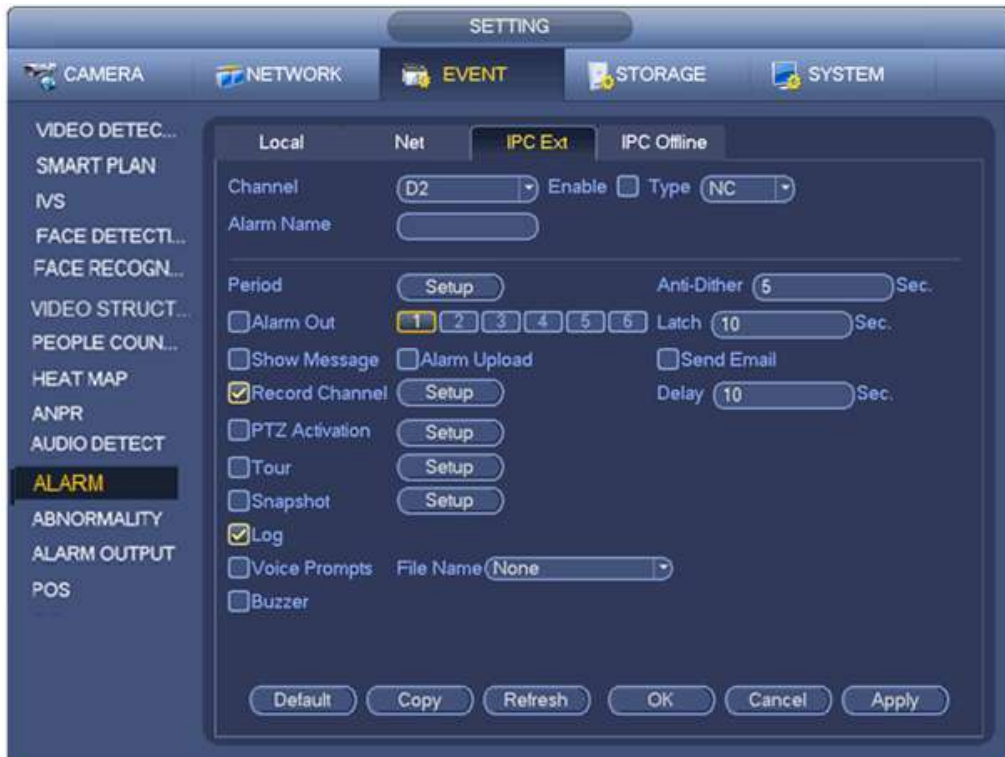 SETTING
CAMERA NETWORK EVENT STORAGE SYSTEM
VIDEO DETEC...
SMART PLAN
IVS
FACE DETECTI...
FACE RECOGN...
VIDEO STRUCT...
PEOPLE COUN...
HEAT MAP
ANPR
AUDIO DETECT
ALARM
ABNORMALITY
ALARM OUTPUT
POS
Local Net IPC Ext IPC Offline
Channel D2 Enable Type NC
Alarm Name
Period Setup Anti-Dither 5 Sec.
Alarm Out 1 2 3 4 5 6 Latch 10 Sec.
Show Message Alarm Upload Send Email
Record Channel Setup Delay 10 Sec.
PTZ Activation Setup
Tour Setup
Snapshot Setup
Log
Voice Prompts File Name None
Buzzer
Default Copy Refresh OK Cancel Apply